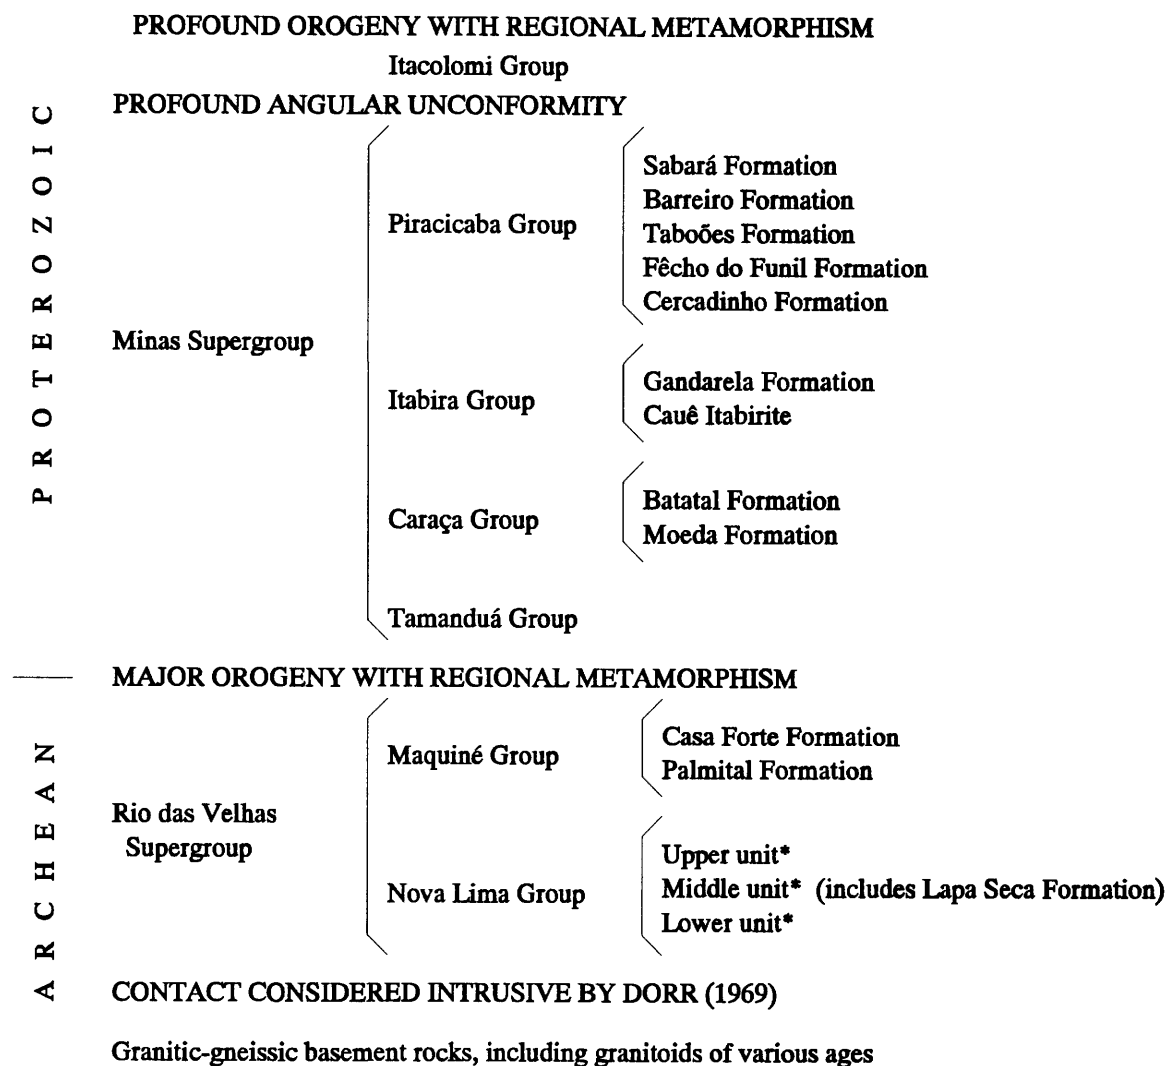 PROFOUND OROGENY WITH REGIONAL METAMORPHISM
Itacolomi Group
PROFOUND ANGULAR UNCONFORMITY
PROTEROZOIC
Minas Supergroup
Piracicaba Group
Sabará Formation
Barreiro Formation
Taboões Formation
Fêcho do Funil Formation
Cercadinho Formation
Itabira Group
Gandarela Formation
Cauê Itabirite
Caraça Group
Batatal Formation
Moeda Formation
Tamanduá Group
MAJOR OROGENY WITH REGIONAL METAMORPHISM
ARCHEAN
Rio das Velhas
Supergroup
Maquiné Group
Casa Forte Formation
Palmital Formation
Nova Lima Group
Upper unit*
Middle unit* (includes Lapa Seca Formation)
Lower unit*
CONTACT CONSIDERED INTRUSIVE BY DORR (1969)
Granitic-gneissic basement rocks, including granitoids of various ages